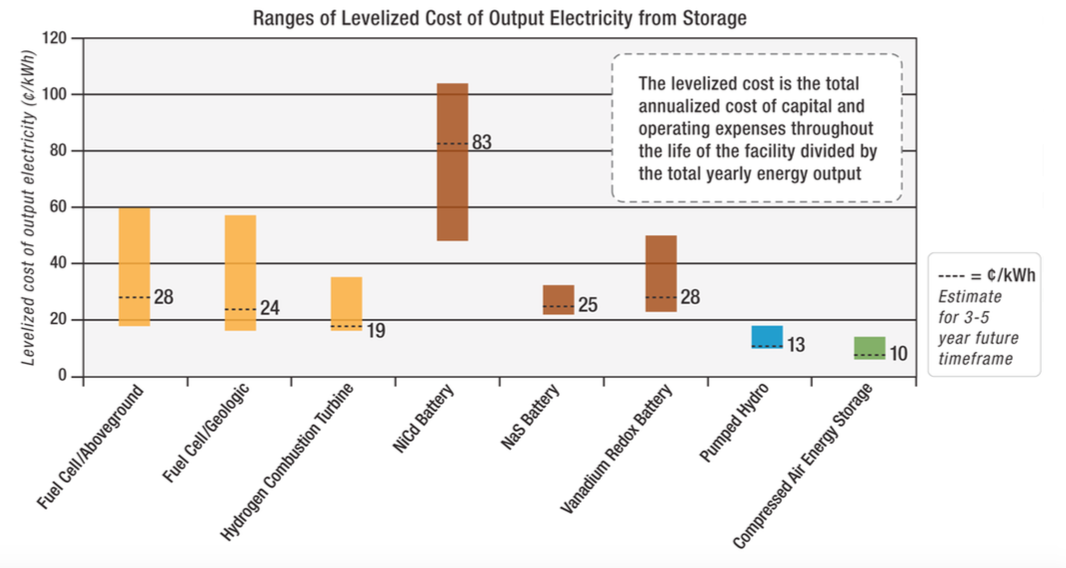 Ranges of Levelized Cost of Output Electricity from Storage
Levelized cost of output electricity (¢/kWh)
120
100
80
60
40
20
0
The levelized cost is the total
annualized cost of capital and
operating expenses throughout
the life of the facility divided by
the total yearly energy output
28
24
19
83
25
28
13
10
---- = ¢/kWh
Estimate
for 3-5
year future
timeframe
Fuel Cell/Aboveground
Fuel Cell/Geologic
Hydrogen Combustion Turbine
NiCd Battery
NaS Battery
Vanadium Redox Battery
Pumped Hydro
Compressed Air Energy Storage